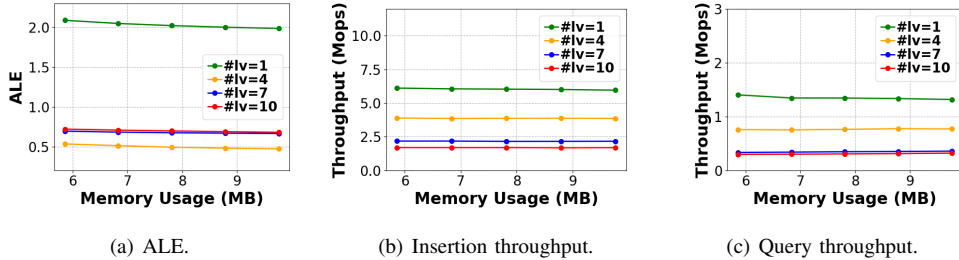 ALE
2.0
1.5
1.0
0.5
6 7 8 9
Memory Usage (MB)
#lv=1
#lv=4
#lv=7
#lv=10
(a) ALE.
Throughput (Mops)
10.0
7.5
5.0
2.5
0.0
6 7 8 9
Memory Usage (MB)
#lv=1
#lv=4
#lv=7
#lv=10
(b) Insertion throughput.
Throughput (Mops)
3
2
1
0
6 7 8 9
Memory Usage (MB)
#lv=1
#lv=4
#lv=7
#lv=10
(c) Query throughput.